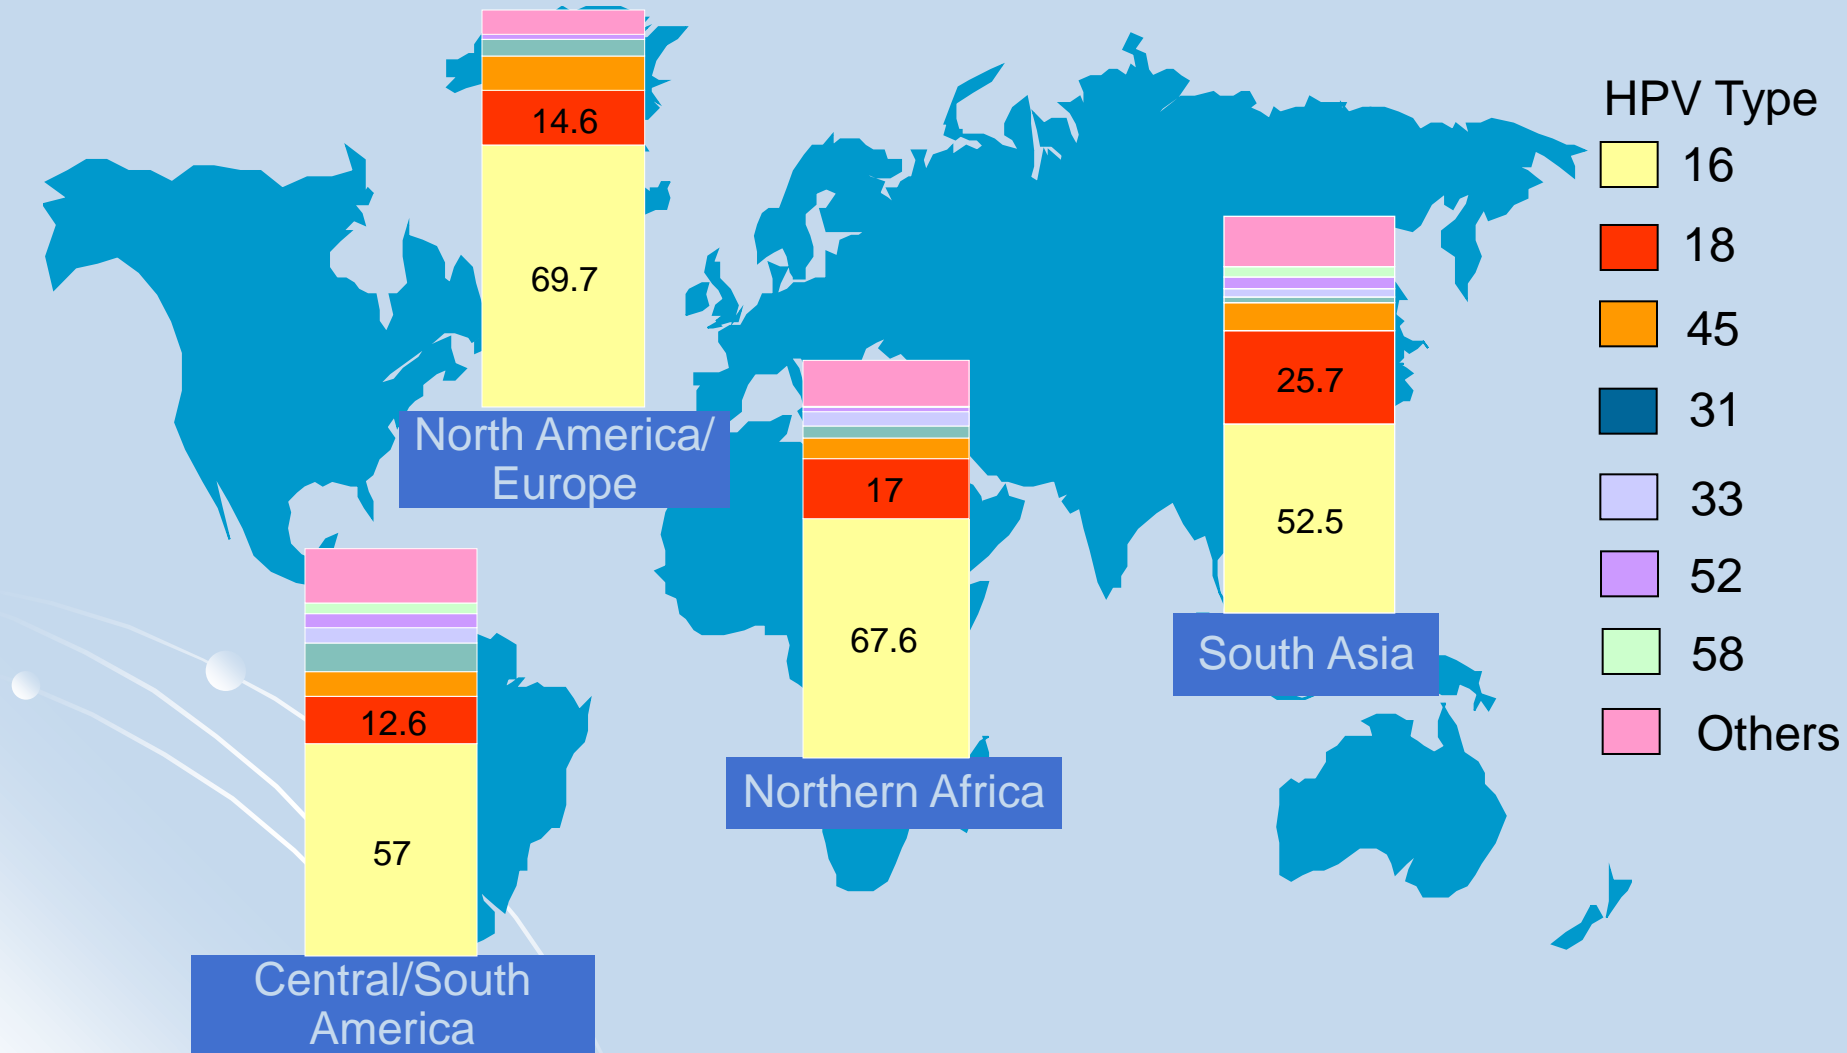 14.6
69.7
North America/
Europe
12.6
57
Central/South
America
17
67.6
Northern Africa
25.7
52.5
South Asia
HPV Type
16
18
45
31
33
52
58
Others